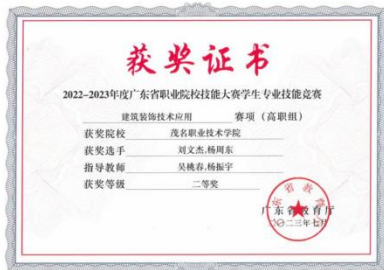 获奖证书
2022-2023年度广东省职业院校技能大赛学生专业技能竞赛
建筑装饰技术应用 赛项（高职组）
获奖院校 茂名职业技术学院
获奖选手 刘文杰,杨周东
指导教师 吴桃春,杨振宇
获奖等级 二等奖
广东省教育厅
二〇二三年七月